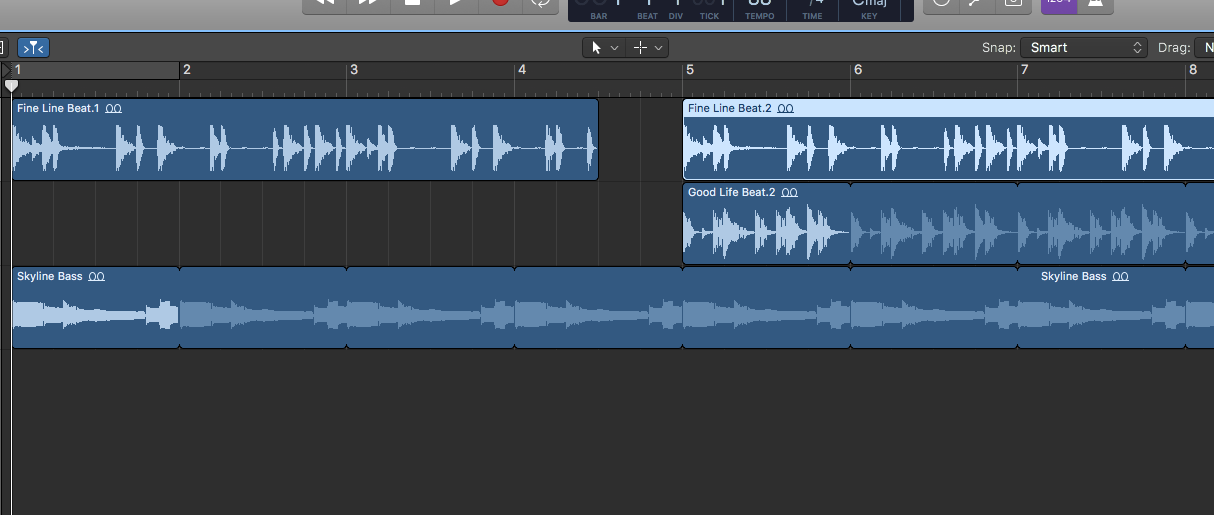 BAR BEAT DIV TICK TEMPO TIME KEY
Cmaj
Snap: Smart Drag:
1 2 3 4 5 6 7 8
Fine Line Beat.1 Fine Line Beat.2
Good Life Beat.2
Skyline Bass Skyline Bass